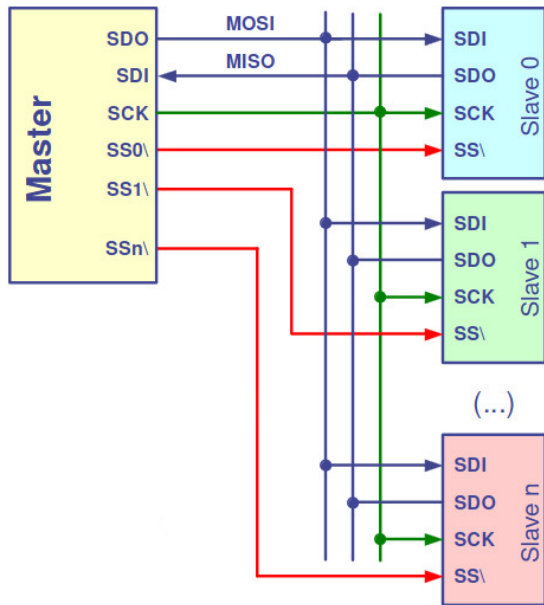 Master
SDO
SDI
SCK
SS0\
SS1\
SSn\
MOSI
MISO
SDI
SDO
SCK
SS\
Slave 0
SDI
SDO
SCK
SS\
Slave 1
(...)
SDI
SDO
SCK
SS\
Slave n